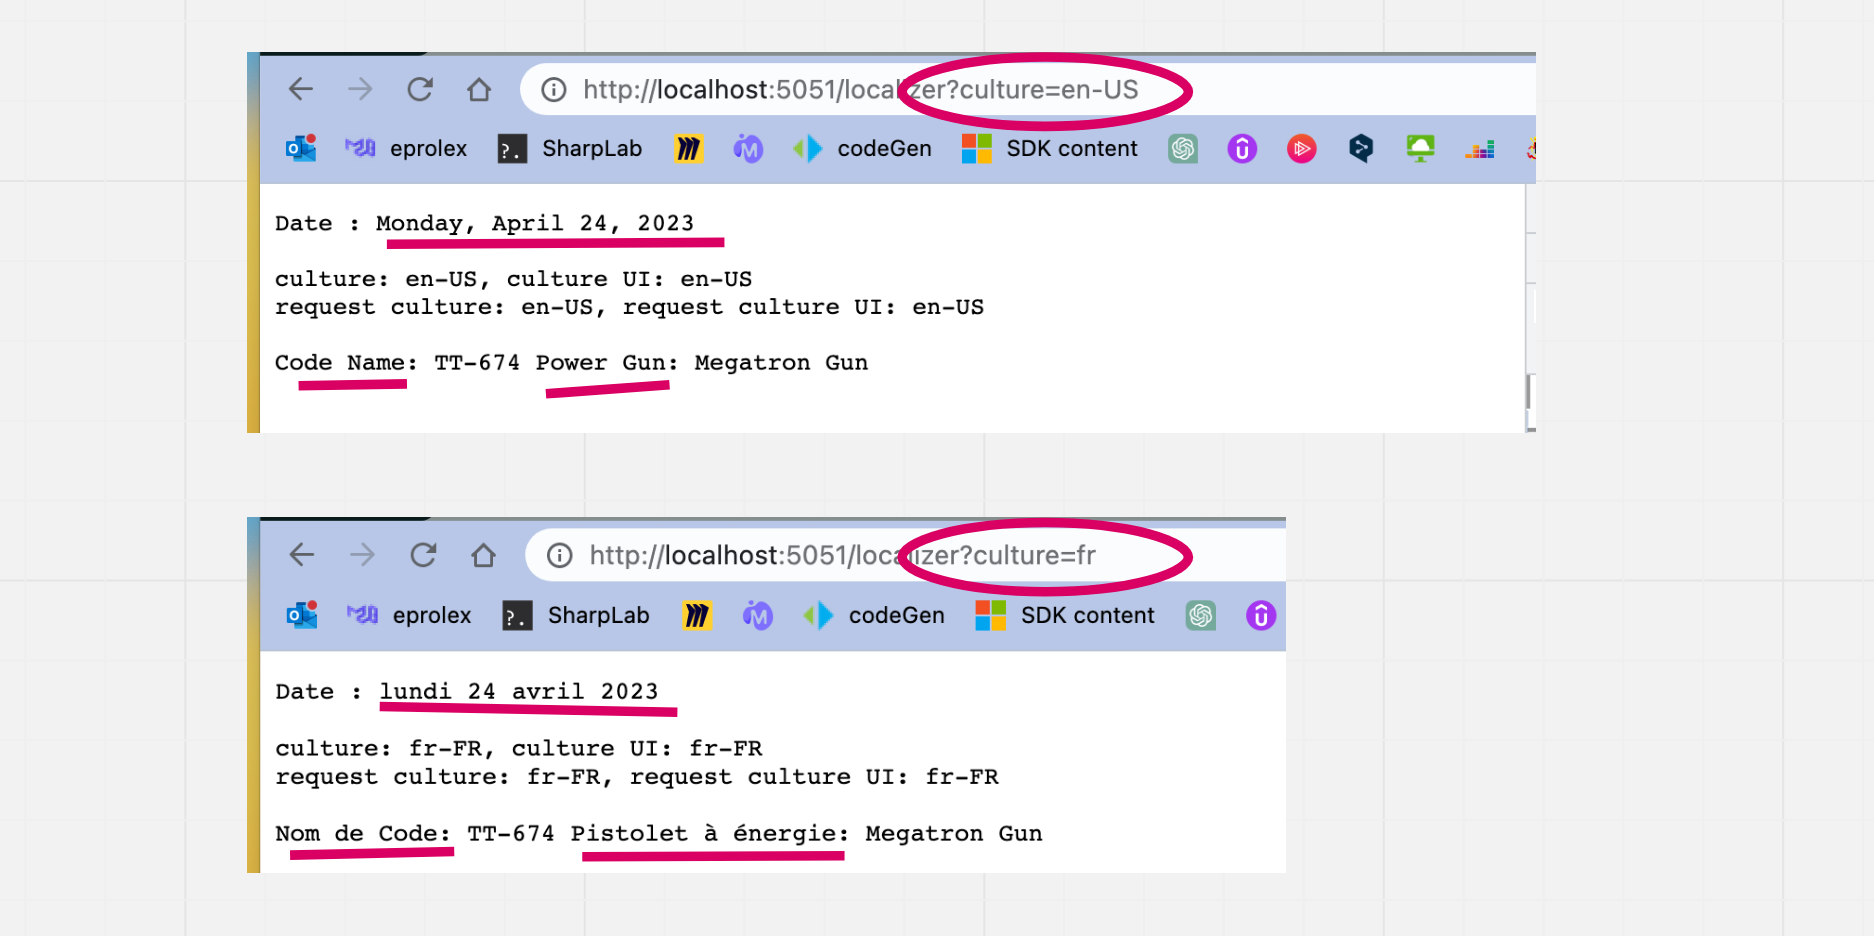 http://localhost:5051/localizer?culture=en-US
eprolex SharpLab codeGen SDK content
Date : Monday, April 24, 2023
culture: en-US, culture UI: en-US
request culture: en-US, request culture UI: en-US
Code Name: TT-674 Power Gun: Megatron Gun
http://localhost:5051/localizer?culture=fr
eprolex SharpLab codeGen SDK content
Date : lundi 24 avril 2023
culture: fr-FR, culture UI: fr-FR
request culture: fr-FR, request culture UI: fr-FR
Nom de Code: TT-674 Pistolet à énergie: Megatron Gun